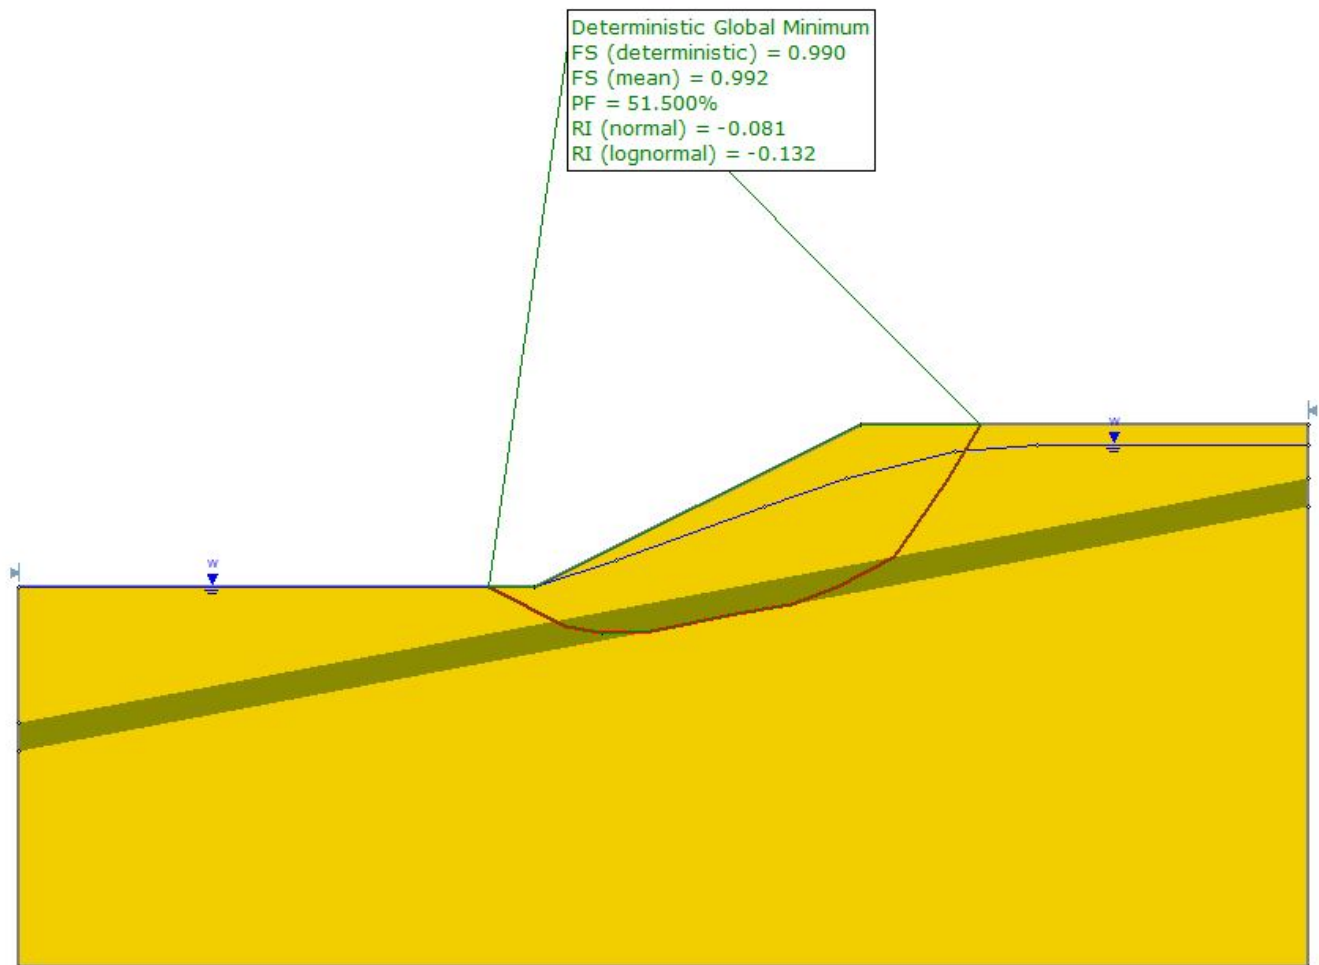 Deterministic Global Minimum
FS (deterministic) = 0.990
FS (mean) = 0.992
PF = 51.500%
RI (normal) = -0.081
RI (lognormal) = -0.132
W
W